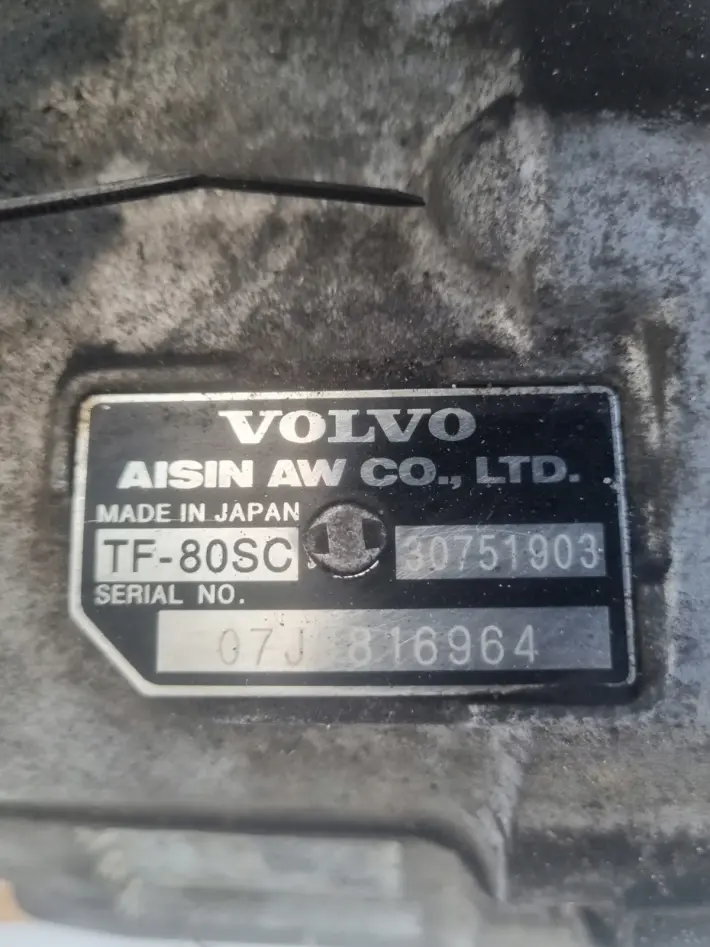 VOLVO
AISIN AW CO., LTD.
MADE IN JAPAN
TF-80SC 30751903
SERIAL NO.
07J 816964